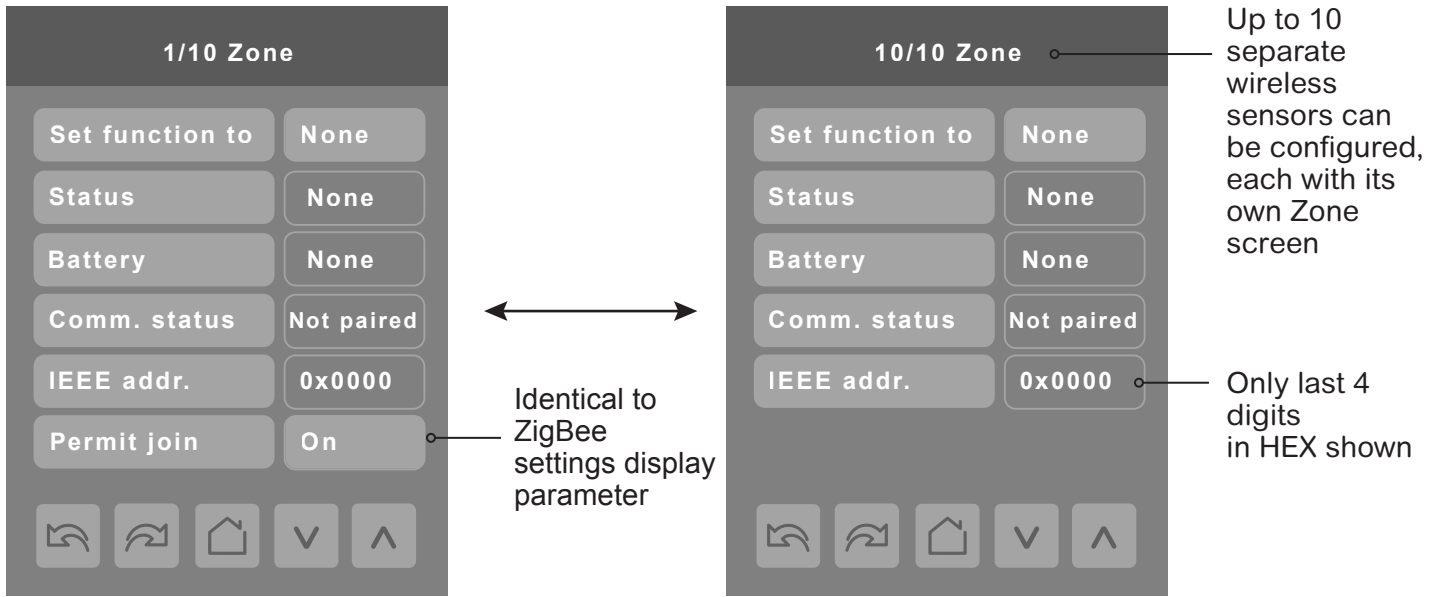 1/10 Zone
Set function to None
Status None
Battery None
Comm. status Not paired
IEEE addr. 0x0000
Permit join On
Identical to
ZigBee
settings display
parameter
10/10 Zone
Set function to None
Status None
Battery None
Comm. status Not paired
IEEE addr. 0x0000
Up to 10
separate
wireless
sensors can
be configured,
each with its
own Zone
screen
Only last 4
digits
in HEX shown